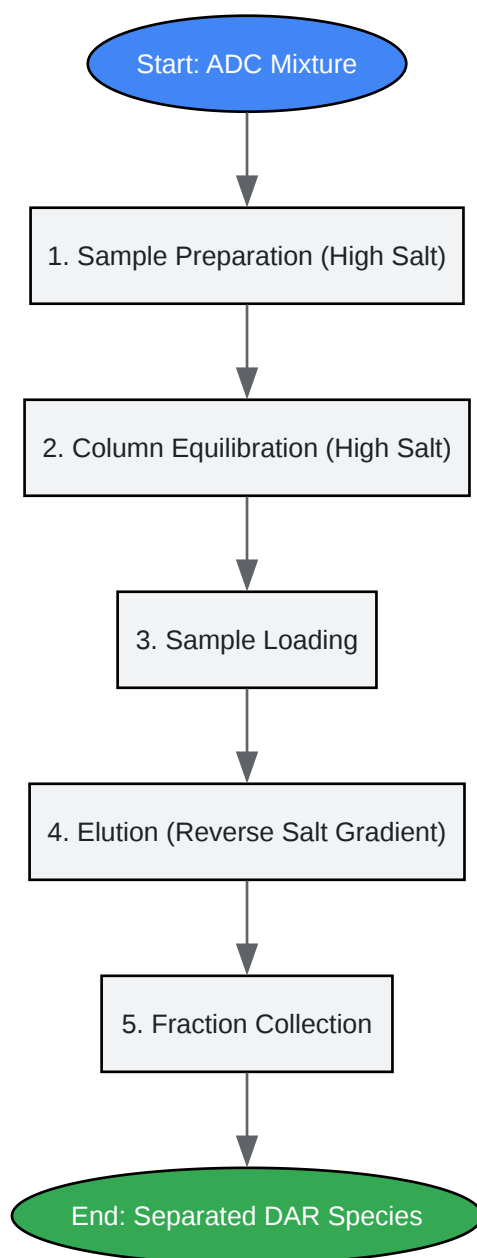 Start: ADC Mixture
1. Sample Preparation (High Salt)
2. Column Equilibration (High Salt)
3. Sample Loading
4. Elution (Reverse Salt Gradient)
5. Fraction Collection
End: Separated DAR Species